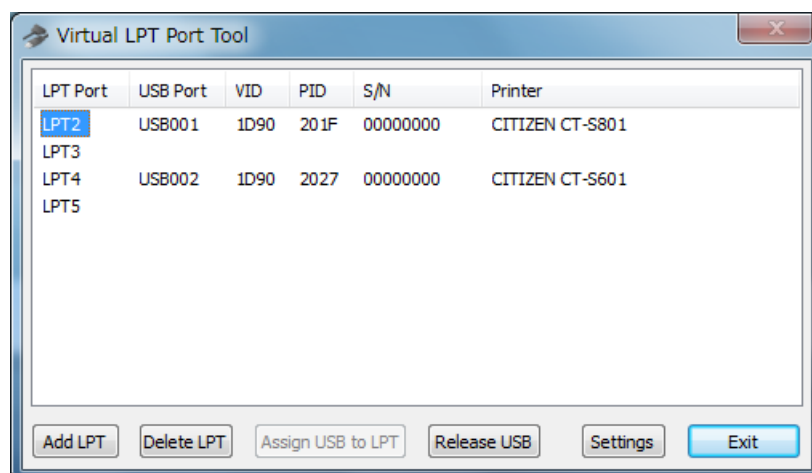 Virtual LPT Port Tool
LPT Port USB Port VID PID S/N Printer
LPT2 USB001 1D90 201F 00000000 CITIZEN CT-S801
LPT3
LPT4 USB002 1D90 2027 00000000 CITIZEN CT-S601
LPT5
Add LPT Delete LPT Assign USB to LPT Release USB Settings Exit